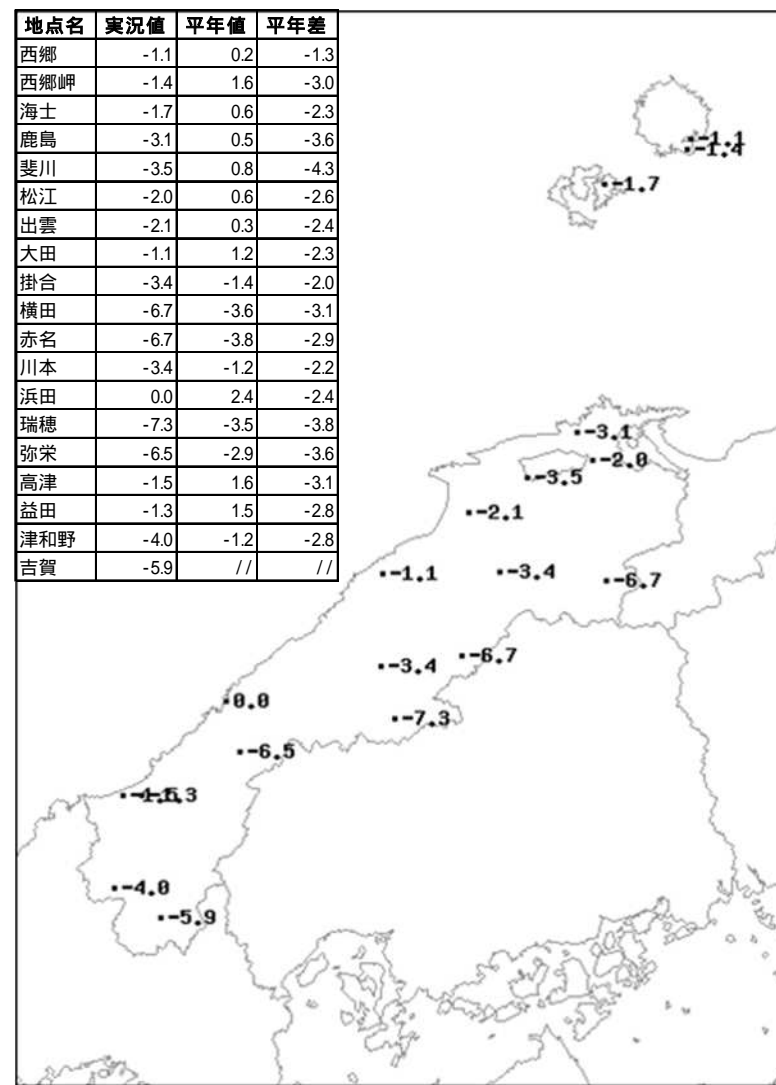 地点名 実況値 平年値 平年差
西郷 -1.1 0.2 -1.3
西郷岬 -1.4 1.6 -3.0
海士 -1.7 0.6 -2.3
鹿島 -3.1 0.5 -3.6
斐川 -3.5 0.8 -4.3
松江 -2.0 0.6 -2.6
出雲 -2.1 0.3 -2.4
大田 -1.1 1.2 -2.3
掛合 -3.4 -1.4 -2.0
横田 -6.7 -3.6 -3.1
赤名 -6.7 -3.8 -2.9
川本 -3.4 -1.2 -2.2
浜田 0.0 2.4 -2.4
瑞穂 -7.3 -3.5 -3.8
弥栄 -6.5 -2.9 -3.6
高津 -1.5 1.6 -3.1
益田 -1.3 1.5 -2.8
津和野 -4.0 -1.2 -2.8
吉賀 -5.9 // //
-1.1
-1.4
-1.7
-3.1
-2.0
-3.5
-2.1
-1.1
-3.4
-6.7
-6.7
-3.4
0.0
-7.3
-6.5
-4.0
-5.9